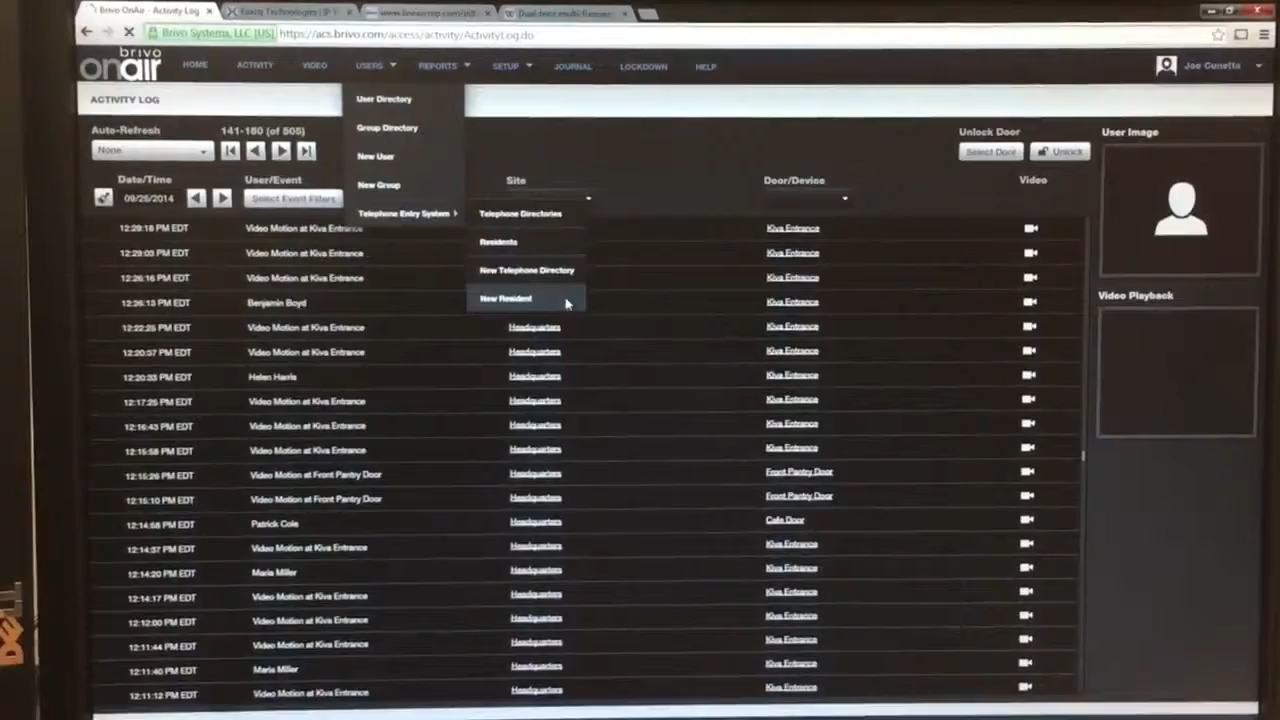 Brivo OnAir - Activity Log
Brivo Systems, LLC [US] https://acs.brivo.com/access/activity/ActivityLog.do
brivo
onair
HOME ACTIVITY VIDEO USERS REPORTS SETUP JOURNAL LOCKDOWN HELP Joe Gunetta
ACTIVITY LOG
User Directory
Group Directory
New User
New Group
Telephone Entry System
Telephone Directories
Residents
New Telephone Directory
New Resident
Auto-Refresh 141-160 (of 505)
None
Unlock Door
Select Door Unlock
User Image
Date/Time User/Event Site Door/Device Video
09/25/2014 Select Event Filters
12:29:18 PM EDT Video Motion at Kiva Entrance Kiva Entrance
12:29:03 PM EDT Video Motion at Kiva Entrance Kiva Entrance
12:26:16 PM EDT Video Motion at Kiva Entrance Kiva Entrance
12:26:13 PM EDT Benjamin Boyd Kiva Entrance
12:22:25 PM EDT Video Motion at Kiva Entrance Headquarters Kiva Entrance
12:20:37 PM EDT Video Motion at Kiva Entrance Headquarters Kiva Entrance
12:20:33 PM EDT Helen Harris Headquarters Kiva Entrance
12:17:25 PM EDT Video Motion at Kiva Entrance Headquarters Kiva Entrance
12:16:43 PM EDT Video Motion at Kiva Entrance Headquarters Kiva Entrance
12:15:58 PM EDT Video Motion at Kiva Entrance Headquarters Kiva Entrance
12:15:26 PM EDT Video Motion at Front Pantry Door Headquarters Front Pantry Door
12:15:10 PM EDT Video Motion at Front Pantry Door Headquarters Front Pantry Door
12:14:58 PM EDT Patrick Cole Headquarters Cafe Door
12:14:37 PM EDT Video Motion at Kiva Entrance Headquarters Kiva Entrance
12:14:20 PM EDT Maria Miller Headquarters Kiva Entrance
12:14:17 PM EDT Video Motion at Kiva Entrance Headquarters Kiva Entrance
12:12:00 PM EDT Video Motion at Kiva Entrance Headquarters Kiva Entrance
12:11:44 PM EDT Video Motion at Kiva Entrance Headquarters Kiva Entrance
12:11:40 PM EDT Maria Miller Headquarters Kiva Entrance
12:11:12 PM EDT Video Motion at Kiva Entrance Headquarters Kiva Entrance
Video Playback
DELL